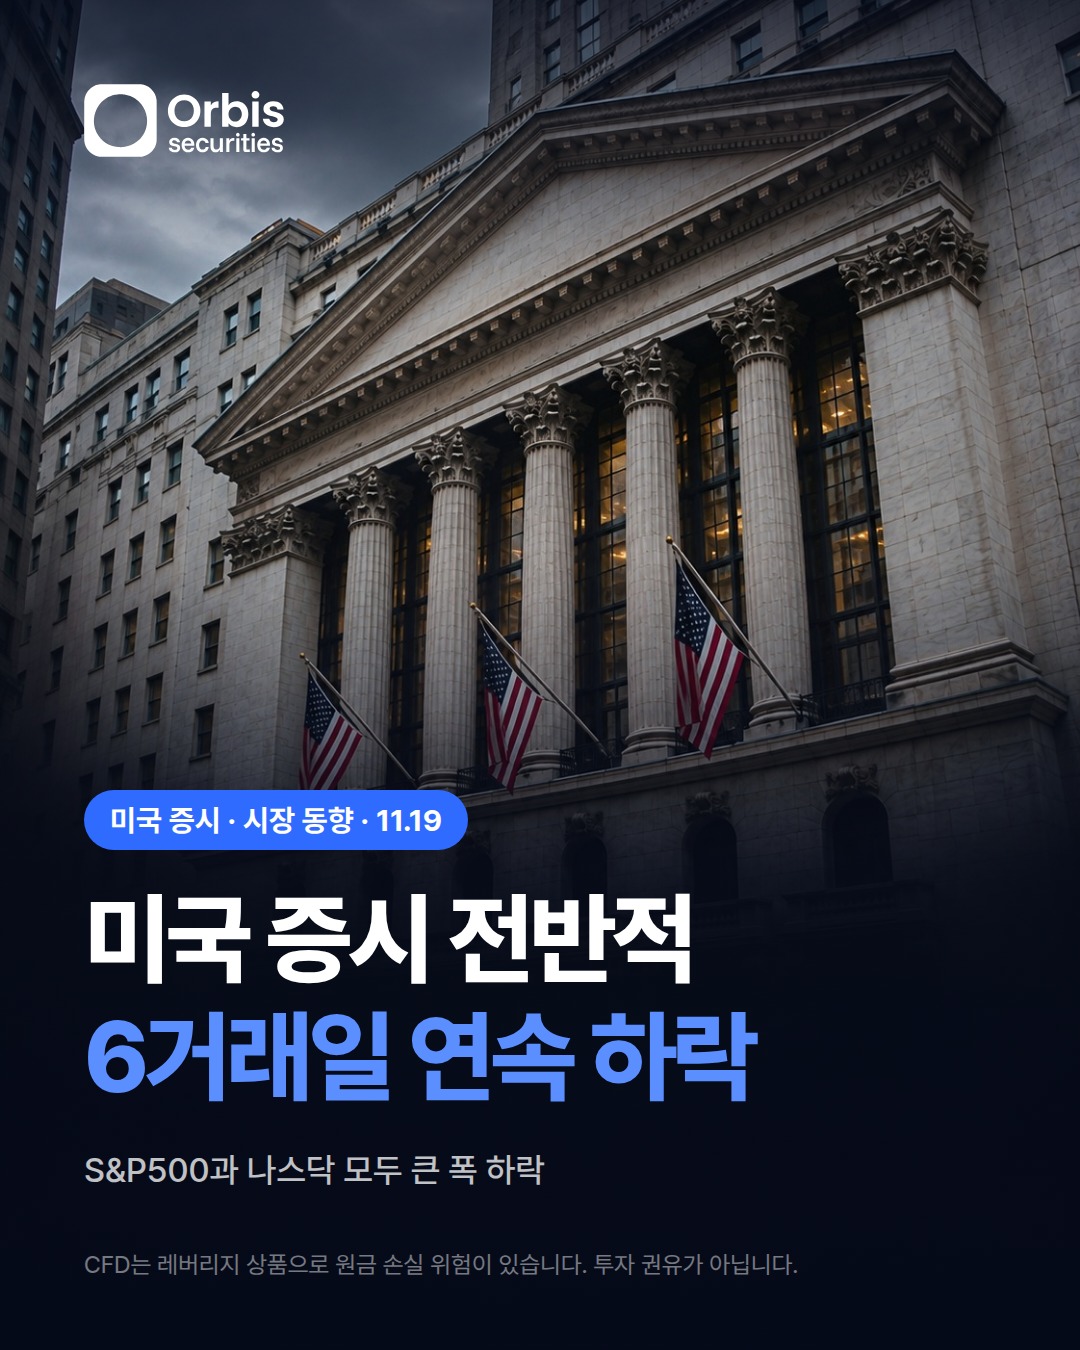 Orbis
securities
미국 증시 · 시장 동향 · 11.19
미국 증시 전반적
6거래일 연속 하락
S&P500과 나스닥 모두 큰 폭 하락
CFD는 레버리지 상품으로 원금 손실 위험이 있습니다. 투자 권유가 아닙니다.